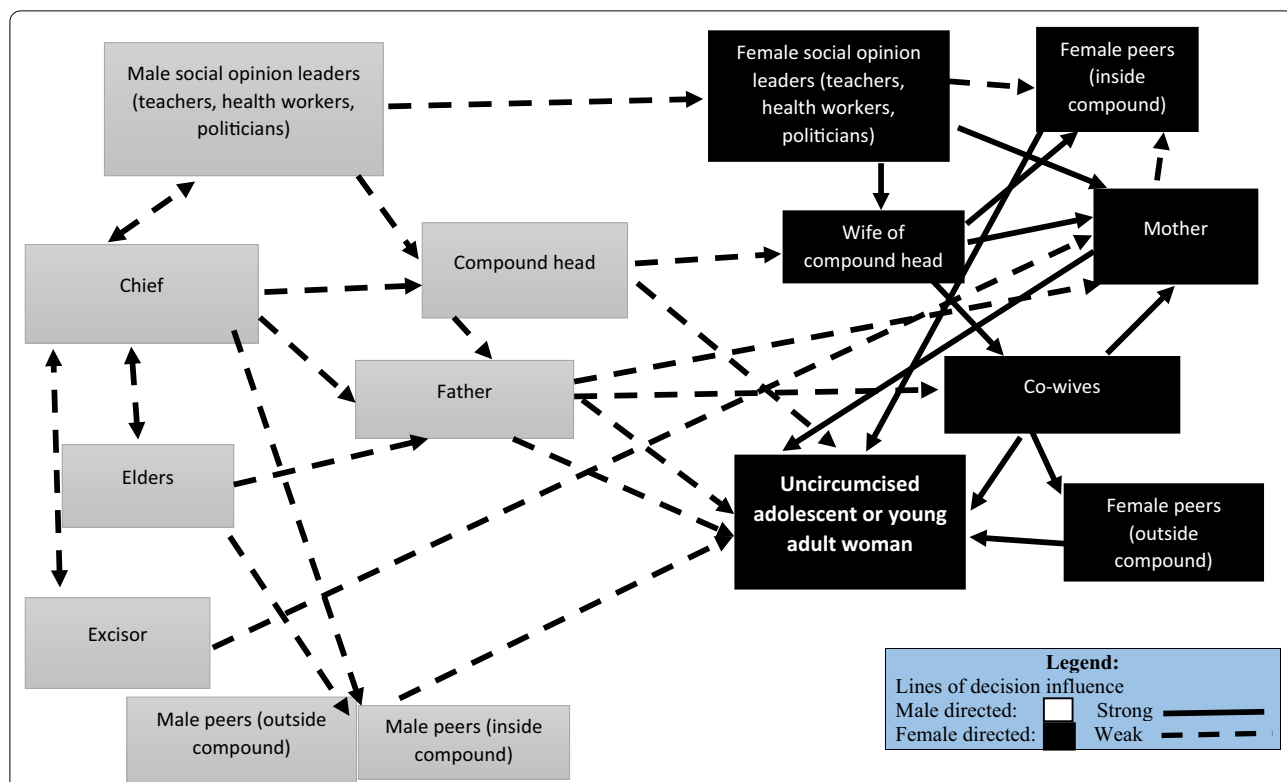 Male social opinion leaders
(teachers, health workers,
politicians)
Female social opinion
leaders (teachers,
health workers,
politicians)
Female peers
(inside
compound)
Chief
Compound head
Wife of
compound head
Mother
Father
Co-wives
Elders
Uncircumcised
adolescent or young
adult woman
Female peers
(outside
compound)
Excisor
Male peers (outside
compound)
Male peers (inside
compound)
Legend:
Lines of decision influence
Male directed: Strong
Female directed: Weak